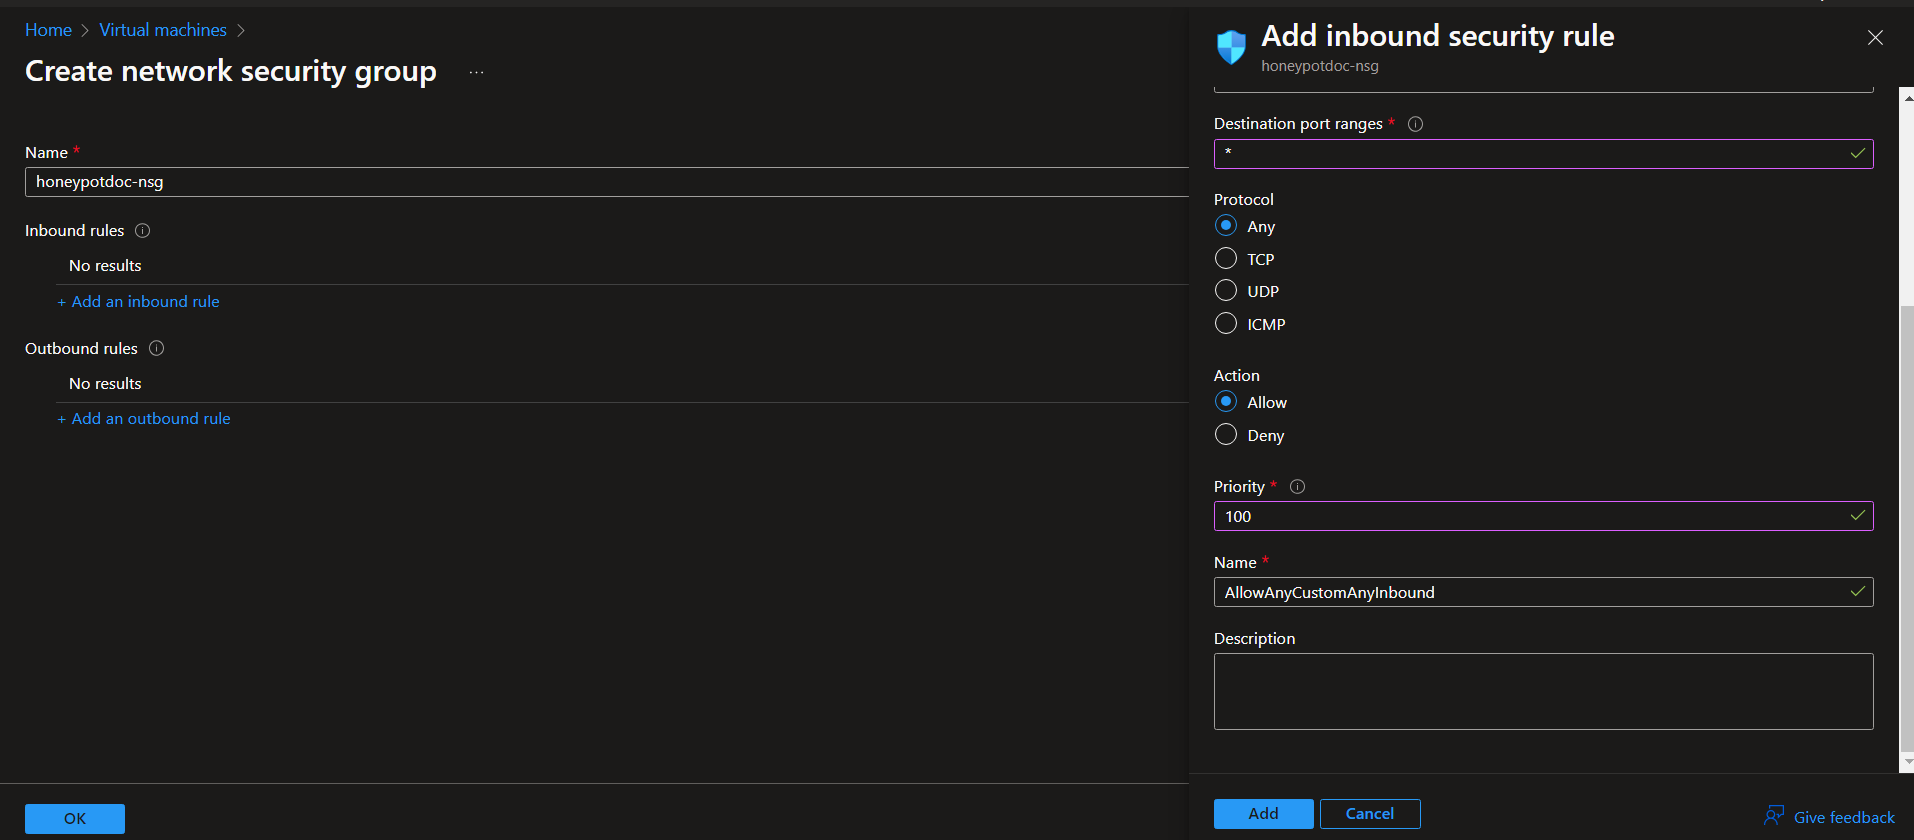 Home > Virtual machines >
Create network security group ...
Name *
honeypotdoc-nsg
Inbound rules
No results
+ Add an inbound rule
Outbound rules
No results
+ Add an outbound rule
OK
Add inbound security rule
honeypotdoc-nsg
Destination port ranges *
*
Protocol
Any
TCP
UDP
ICMP
Action
Allow
Deny
Priority *
100
Name *
AllowAnyCustomAnyInbound
Description
Add
Cancel
Give feedback